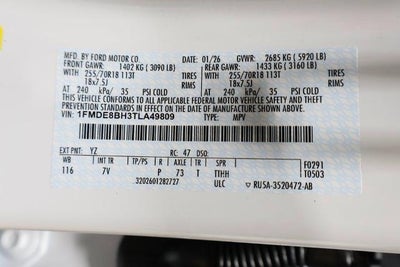 MFD. BY FORD MOTOR CO. 01/26 GVWR: 2685 KG ( 5920 LB)
FRONT GAWR: 1402 KG ( 3090 LB) REAR GAWR: 1433 KG ( 3160 LB)
WITH 255/70R18 113T TIRES WITH 255/70R18 113T TIRES
18x7.5J RIMS 18x7.5J RIMS
AT 240 kPa/ 35 PSI COLD AT 240 kPa/ 35 PSI COLD
THIS VEHICLE CONFORMS TO ALL APPLICABLE FEDERAL MOTOR VEHICLE SAFETY AND THEFT
PREVENTION STANDARDS IN EFFECT ON THE DATE OF MANUFACTURE SHOWN ABOVE.
VIN: 1FMDE8BH3TLA49809 TYPE: MPV
EXT PNT: YZ RC: 47 DSO:
WB INT TR TP/PS R AXLE TR SPR F0291
116 7V P 73 T TTHH T0503
3202601282727 ULC RU5A-3520472-AB